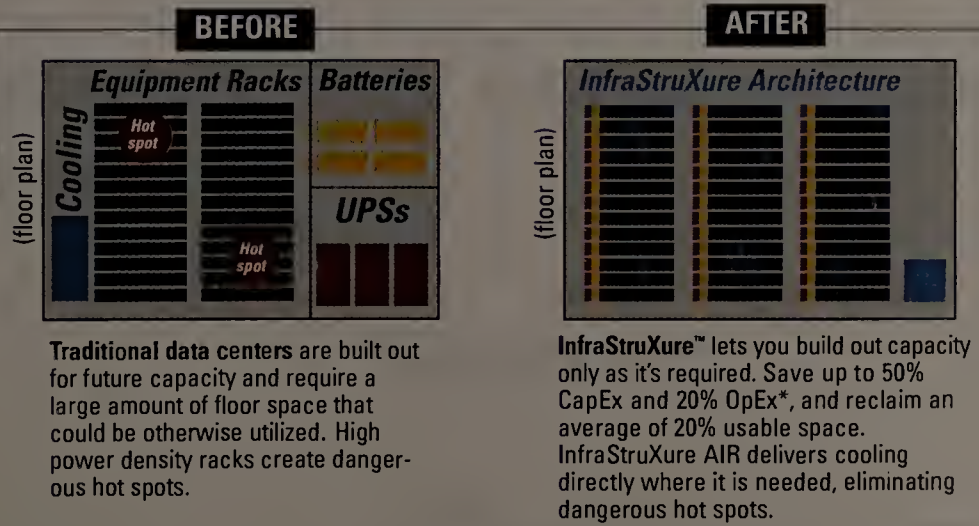 BEFORE
(floor plan)
Cooling
Equipment Racks
Hot
spot
Hot
spot
Batteries
UPSs
Traditional data centers are built out
for future capacity and require a
large amount of floor space that
could be otherwise utilized. High
power density racks create danger-
ous hot spots.
AFTER
(floor plan)
InfraStruXure Architecture
InfraStruXure™ lets you build out capacity
only as it's required. Save up to 50%
CapEx and 20% OpEx*, and reclaim an
average of 20% usable space.
InfraStruXure AIR delivers cooling
directly where it is needed, eliminating
dangerous hot spots.